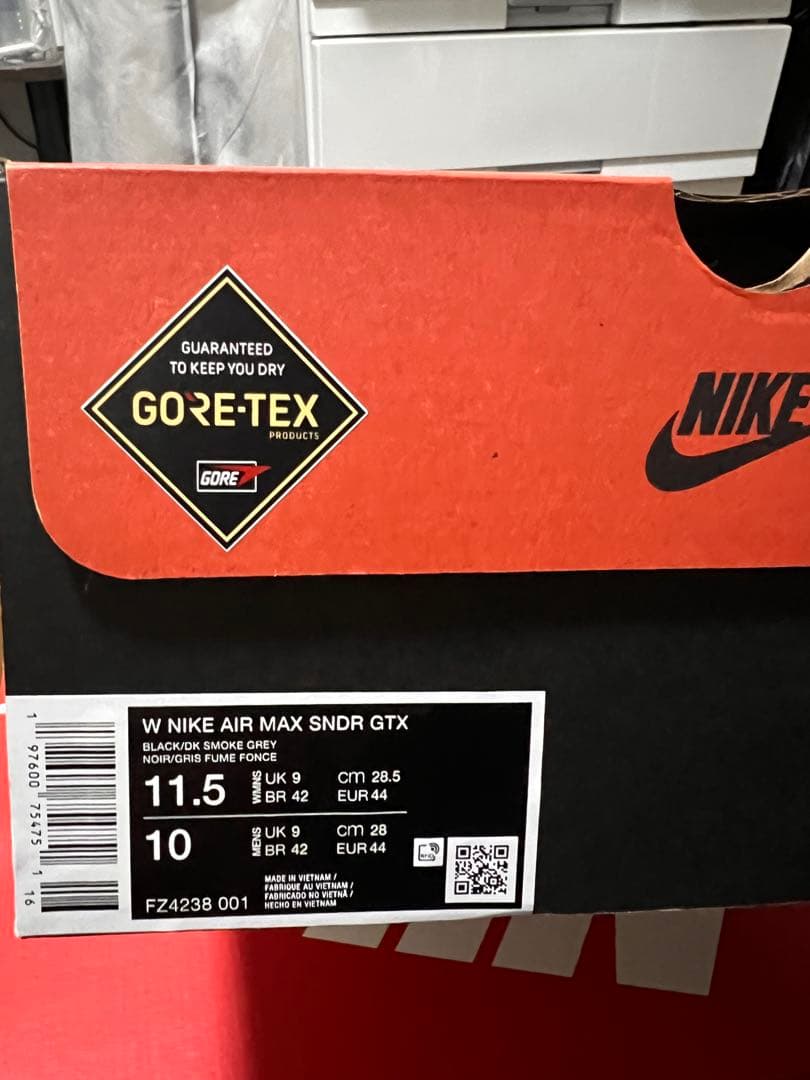 GUARANTEED
TO KEEP YOU DRY
GORE-TEX
PRODUCTS
GORE
NIKE
W NIKE AIR MAX SNDR GTX
BLACK/DK SMOKE GREY
NOIR/GRIS FUME FONCE
11.5 WMNS UK 9 cm 28.5
BR 42 EUR 44
10 MENS UK 9 cm 28
BR 42 EUR 44
FZ4238 001
MADE IN VIETNAM /
FABRIQUE AU VIETNAM /
FABRICADO NO VIETNÃ /
HECHO EN VIETNAM
1 97600 75475 1 16